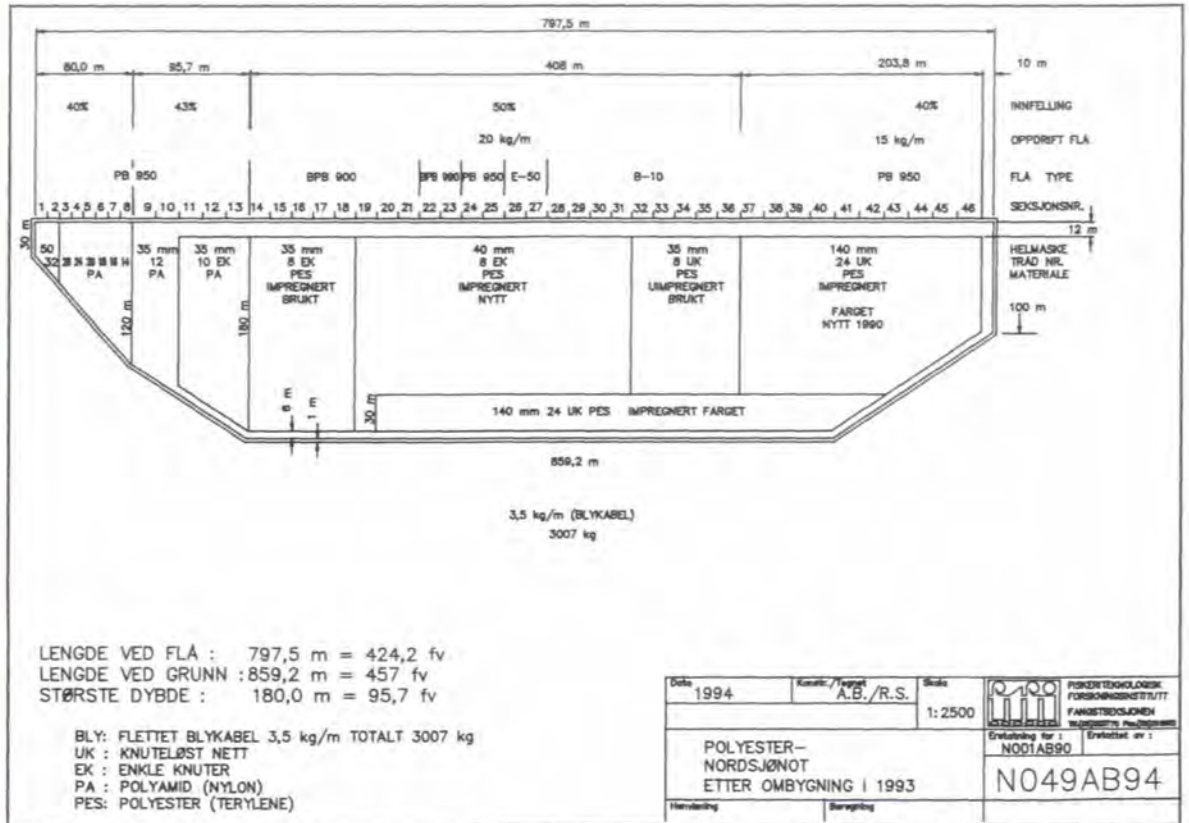 797,5 m
80,0 m 95,7 m 408 m 203,8 m 10 m
40% 43% 50% 40% INNFELLING
20 kg/m 15 kg/m OPPDRIFT FLÅ
PB 950 BPB 900 BPB 990 PB 950 E-50 B-10 PB 950 FLÅ TYPE
1 2 3 4 5 6 7 8 9 10 11 12 13 14 15 16 17 18 19 20 21 22 23 24 25 26 27 28 29 30 31 32 33 34 35 36 37 38 39 40 41 42 43 44 45 46 SEKSJONSNR.
30 m
12 m
50
32
PA
35 mm
12
PA
35 mm
10 EK
PA
35 mm
8 EK
PES
IMPREGNERT
BRUKT
40 mm
8 EK
PES
IMPREGNERT
NYTT
35 mm
8 UK
PES
UIMPREGNERT
BRUKT
140 mm
24 UK
PES
IMPREGNERT
FARGET
NYTT 1990
HELMASKE
TRÅD NR.
MATERIALE
100 m
120 m
180 m
6 m
1 m
30 m
140 mm 24 UK PES IMPREGNERT FARGET
859,2 m
3,5 kg/m (BLYKABEL)
3007 kg
LENGDE VED FLÅ : 797,5 m = 424,2 fv
LENGDE VED GRUNN : 859,2 m = 457 fv
STØRSTE DYBDE : 180,0 m = 95,7 fv
BLY: FLETTET BLYKABEL 3,5 kg/m TOTALT 3007 kg
UK : KNUTELØST NETT
EK : ENKLE KNUTER
PA : POLYAMID (NYLON)
PES: POLYESTER (TERYLENE)
Dato
1994
Konstr./Tegnet
A.B./R.S.
Skala
1:2500
FISKERITEKNOLOGISK
FORSKNINGSINSTITUTT
FANGSTSEKSJONEN
POLYESTER-
NORDSJØNOT
ETTER OMBYGNING I 1993
Erstatning for :
N001AB90
Erstattet av :
N049AB94
Henvisning
Beregning